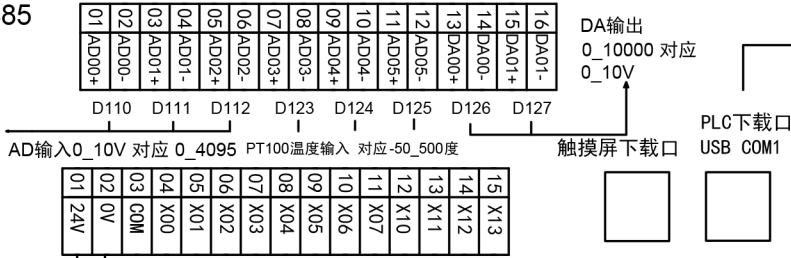 85
01 02 03 04 05 06 07 08 09 10 11 12 13 14 15 16
AD00+ AD00- AD01+ AD01- AD02+ AD02- AD03+ AD03- AD04+ AD04- AD05+ AD05- DA00+ DA00- DA01+ DA01-
DA输出
0_10000 对应
0_10V
D110 D111 D112 D123 D124 D125 D126 D127
AD输入0_10V 对应 0_4095 PT100温度输入 对应-50_500度
触摸屏下载口
PLC下载口
USB COM1
01 02 03 04 05 06 07 08 09 10 11 12 13 14 15
24V 0V COM X00 X01 X02 X03 X04 X05 X06 X07 X10 X11 X12 X13